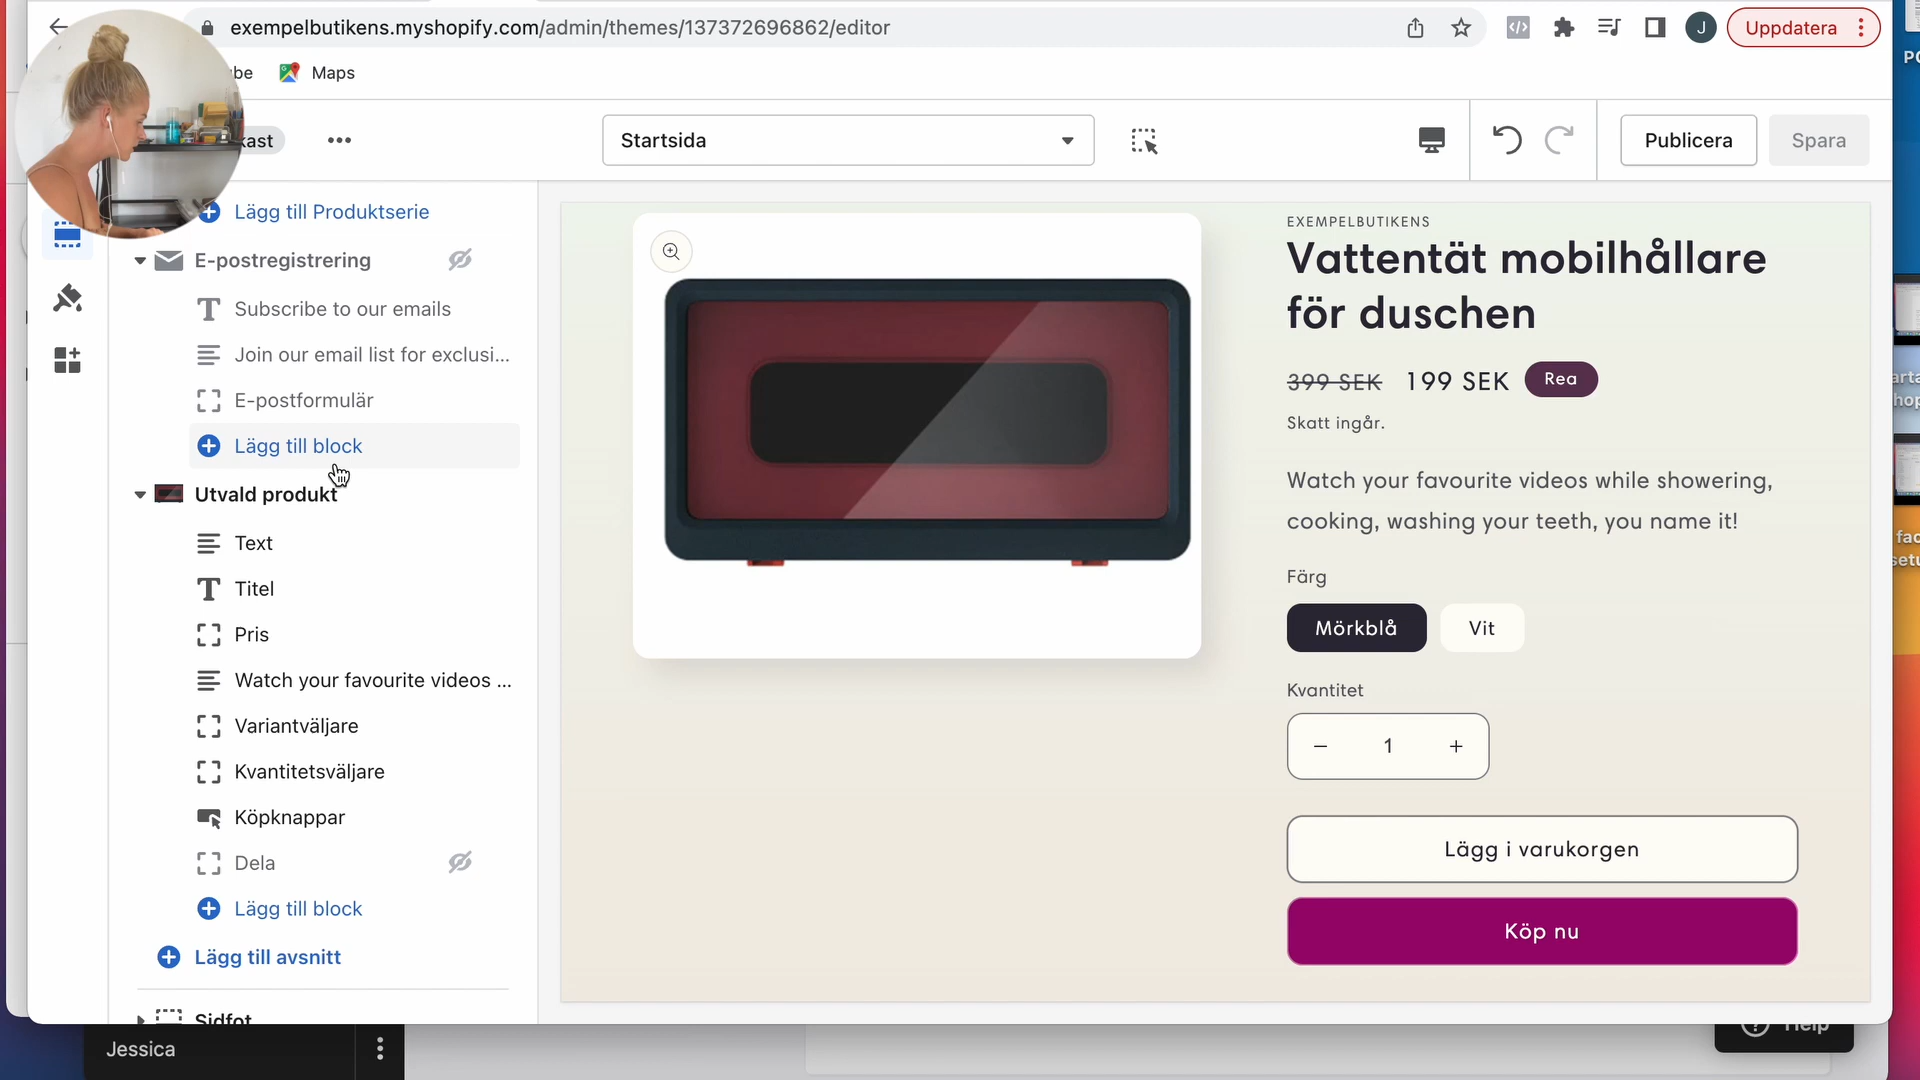 exempelbutikens.myshopify.com/admin/themes/137372696862/editor
J
Uppdatera
be
Maps
kast
Startsida
Publicera
Spara
Lägg till Produktserie
E-postregistrering
Subscribe to our emails
Join our email list for exclusi...
E-postformulär
Lägg till block
Utvald produkt
Text
Titel
Pris
Watch your favourite videos ...
Variantväljare
Kvantitetsväljare
Köpknappar
Dela
Lägg till block
Lägg till avsnitt
Sidfot
EXEMPELBUTIKENS
Vattentät mobilhållare
för duschen
399 SEK 199 SEK Rea
Skatt ingår.
Watch your favourite videos while showering,
cooking, washing your teeth, you name it!
Färg
Mörkblå
Vit
Kvantitet
− 1 +
Lägg i varukorgen
Köp nu
Jessica
Help